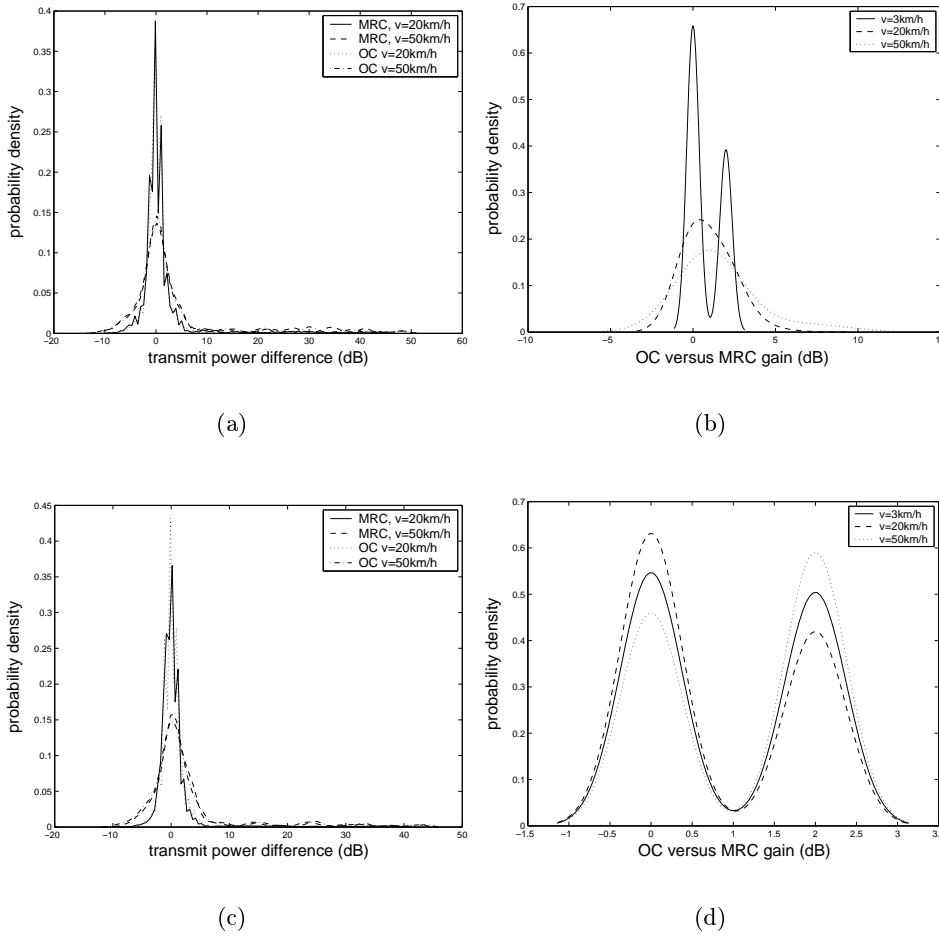 0.4
0.35
0.3
0.25
0.2
0.15
0.1
0.05
0
−20 −10 0 10 20 30 40 50 60
probability density
transmit power difference (dB)
MRC, v=20km/h
MRC, v=50km/h
OC v=20km/h
OC v=50km/h
(a)
0.7
0.6
0.5
0.4
0.3
0.2
0.1
0
−10 −5 0 5 10 15
probability density
OC versus MRC gain (dB)
v=3km/h
v=20km/h
v=50km/h
(b)
0.45
0.4
0.35
0.3
0.25
0.2
0.15
0.1
0.05
0
−20 −10 0 10 20 30 40 50
probability density
transmit power difference (dB)
MRC, v=20km/h
MRC, v=50km/h
OC v=20km/h
OC v=50km/h
(c)
0.7
0.6
0.5
0.4
0.3
0.2
0.1
0
−1.5 −1 −0.5 0 0.5 1 1.5 2 2.5 3
probability density
OC versus MRC gain (dB)
v=3km/h
v=20km/h
v=50km/h
(d)